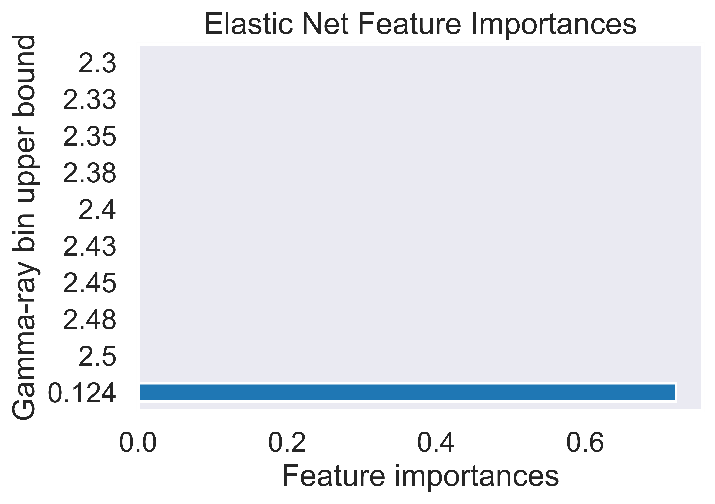 Elastic Net Feature Importances
Gamma-ray bin upper bound
2.3
2.33
2.35
2.38
2.4
2.43
2.45
2.48
2.5
0.124
0.0 0.2 0.4 0.6
Feature importances